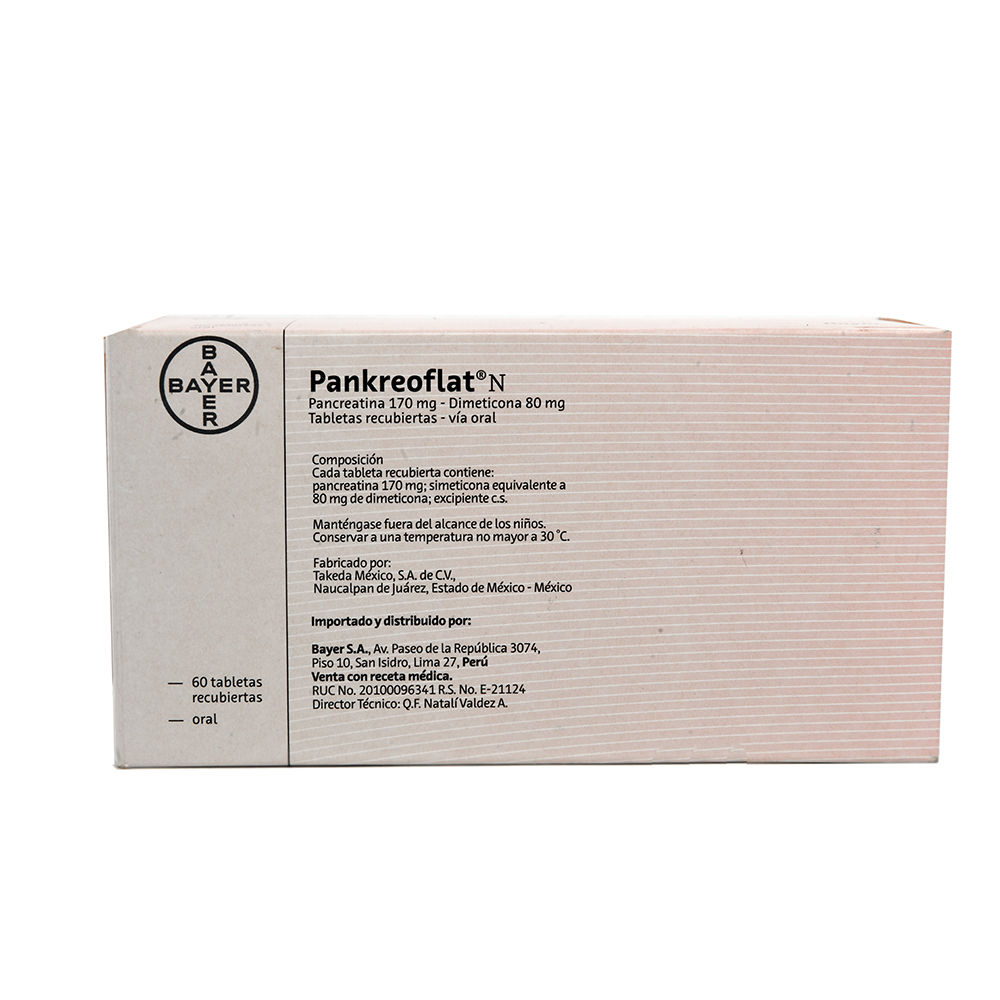 BAYER
BAYER
Pankreoflat® N
Pancreatina 170 mg - Dimeticona 80 mg
Tabletas recubiertas - vía oral
Composición
Cada tableta recubierta contiene:
pancreatina 170 mg; simeticona equivalente a
80 mg de dimeticona; excipiente c.s.
Manténgase fuera del alcance de los niños.
Conservar a una temperatura no mayor a 30 °C.
Fabricado por:
Takeda México, S.A. de C.V.,
Naucalpan de Juárez, Estado de México - México
Importado y distribuido por:
Bayer S.A., Av. Paseo de la República 3074,
Piso 10, San Isidro, Lima 27, Perú
Venta con receta médica.
RUC No. 20100096341 R.S. No. E-21124
Director Técnico: Q.F. Natalí Valdez A.
— 60 tabletas
recubiertas
— oral